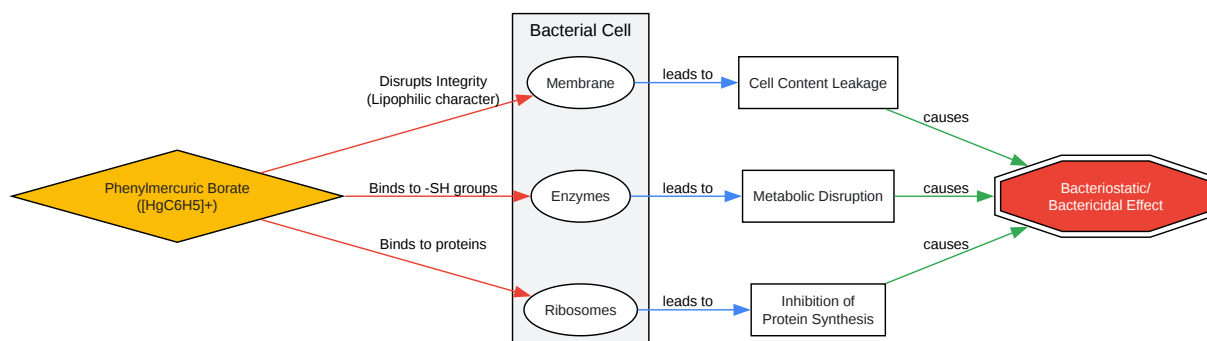 Bacterial Cell
Disrupts Integrity
(Lipophilic character)
Membrane
leads to
Cell Content Leakage
causes
Phenylmercuric Borate
([HgC6H5]+)
Binds to -SH groups
Enzymes
leads to
Metabolic Disruption
causes
Bacteriostatic/
Bactericidal Effect
Binds to proteins
Ribosomes
leads to
Inhibition of
Protein Synthesis
causes